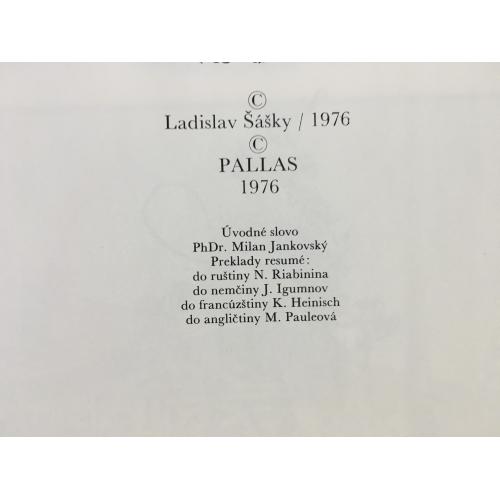 ©
Ladislav Šášky / 1976
©
PALLAS
1976
Úvodné slovo
PhDr. Milan Jankovský
Preklady resumé:
do ruštiny N. Riabinina
do nemčiny J. Igumnov
do francúzštiny K. Heinisch
do angličtiny M. Pauleová